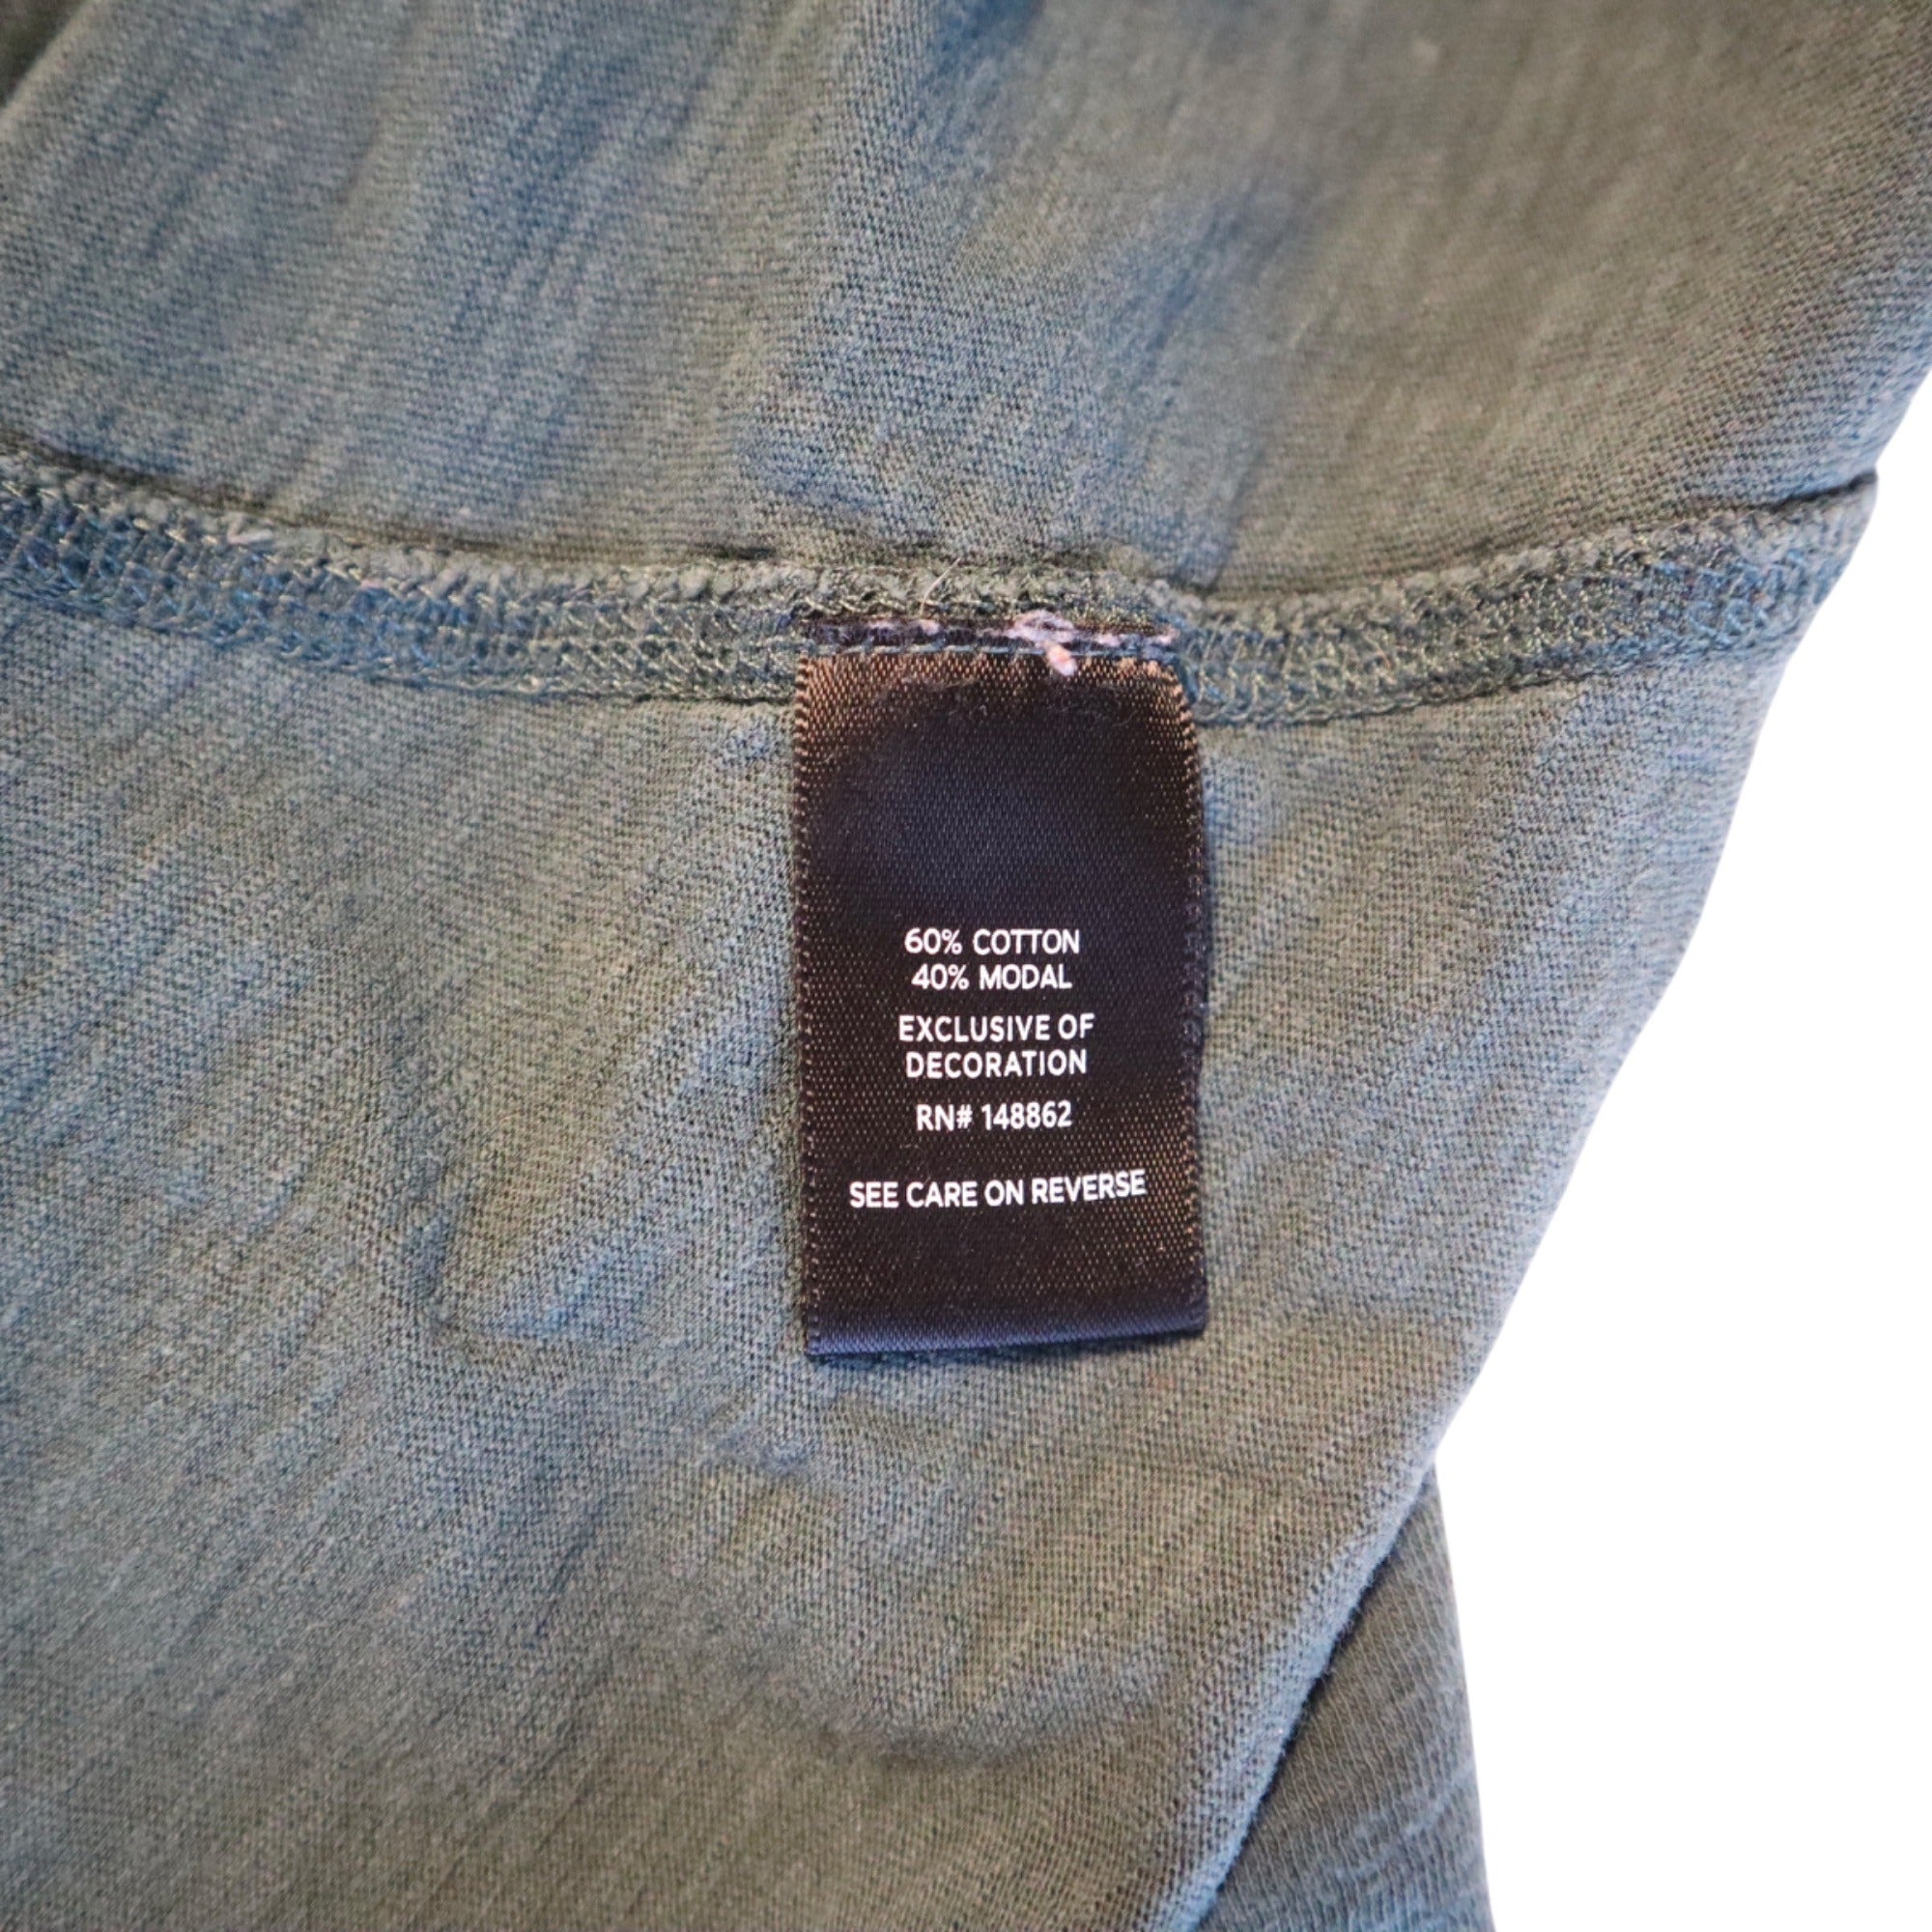 60% COTTON
40% MODAL
EXCLUSIVE OF
DECORATION
RN# 148862
SEE CARE ON REVERSE